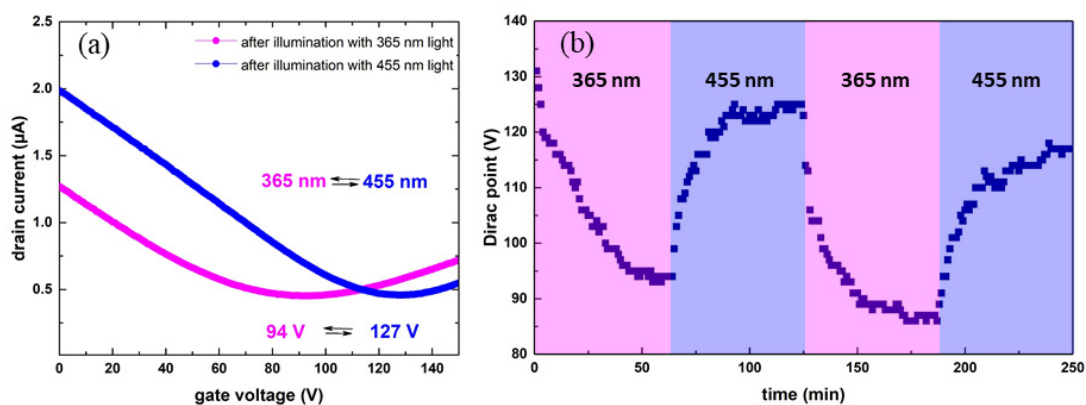 (a)
after illumination with 365 nm light
after illumination with 455 nm light
365 nm 455 nm
94 V 127 V
2.5
2.0
1.5
1.0
0.5
0.0
drain current (µA)
0 20 40 60 80 100 120 140
gate voltage (V)
(b)
365 nm 455 nm 365 nm 455 nm
140
130
120
110
100
90
80
Dirac point (V)
0 50 100 150 200 250
time (min)